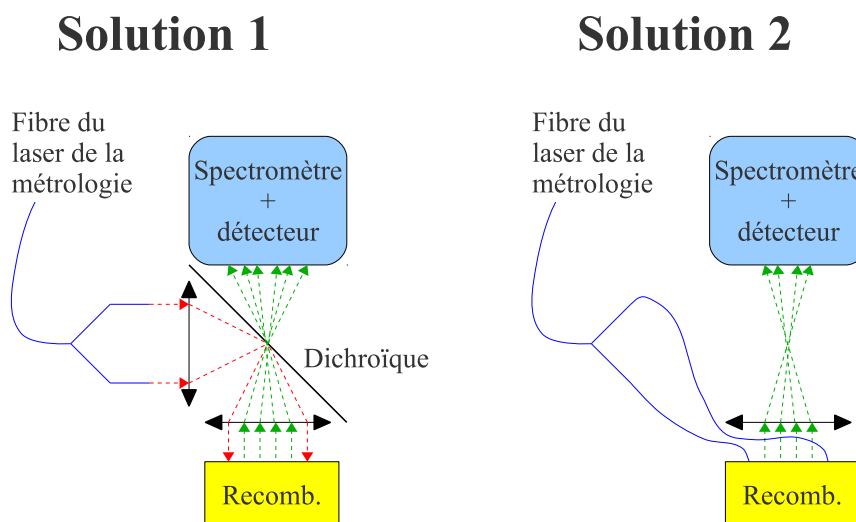 Solution 1
Fibre du
laser de la
métrologie
Spectromètre
+
détecteur
Dichroïque
Recomb.
Solution 2
Fibre du
laser de la
métrologie
Spectromètre
+
détecteur
Recomb.